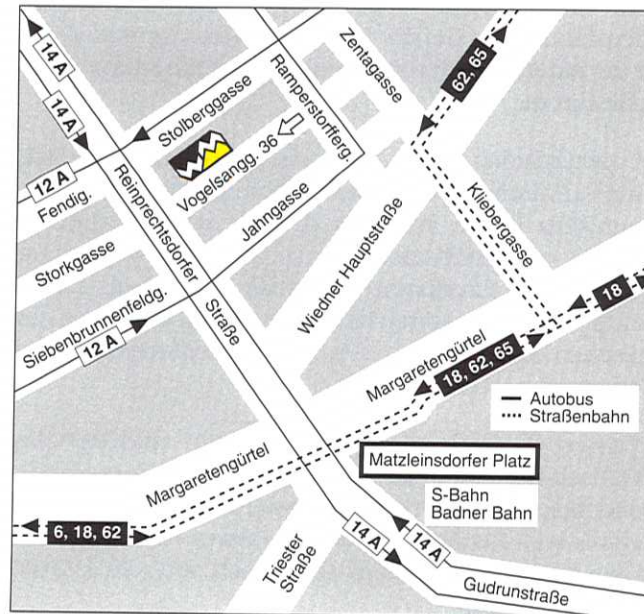 14 A
14 A
12 A
Fendig.
Stolberggasse
Ramperstorfferg.
Zentagasse
62, 65
Vogelsangg. 36
Jahngasse
Reinprechtsdorfer
Straße
Storkgasse
Siebenbrunnenfeldg.
12 A
Wiedner Hauptstraße
Kliebergasse
18
Margaretengürtel
18, 62, 65
Autobus
Straßenbahn
Matzleinsdorfer Platz
S-Bahn
Badner Bahn
Margaretengürtel
6, 18, 62
14 A
14 A
Triester
Straße
Gudrunstraße